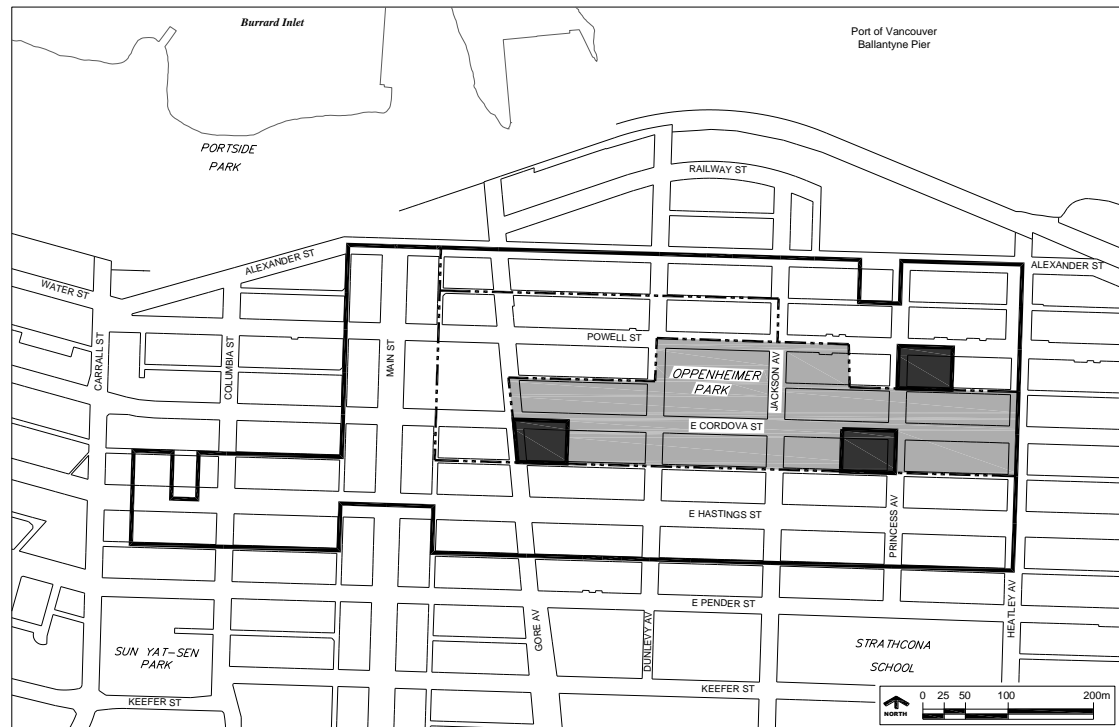 Burrard Inlet
Port of Vancouver
Ballantyne Pier
PORTSIDE
PARK
RAILWAY ST
ALEXANDER ST
ALEXANDER ST
WATER ST
CARRALL ST
COLUMBIA ST
MAIN ST
POWELL ST
OPPENHEIMER
PARK
JACKSON AV
E CORDOVA ST
E HASTINGS ST
PRINCESS AV
E PENDER ST
GORE AV
DUNLEVY AV
HEATLEY AV
SUN YAT-SEN
PARK
STRATHCONA
SCHOOL
KEEFER ST
KEEFER ST
NORTH
0 25 50 100 200m